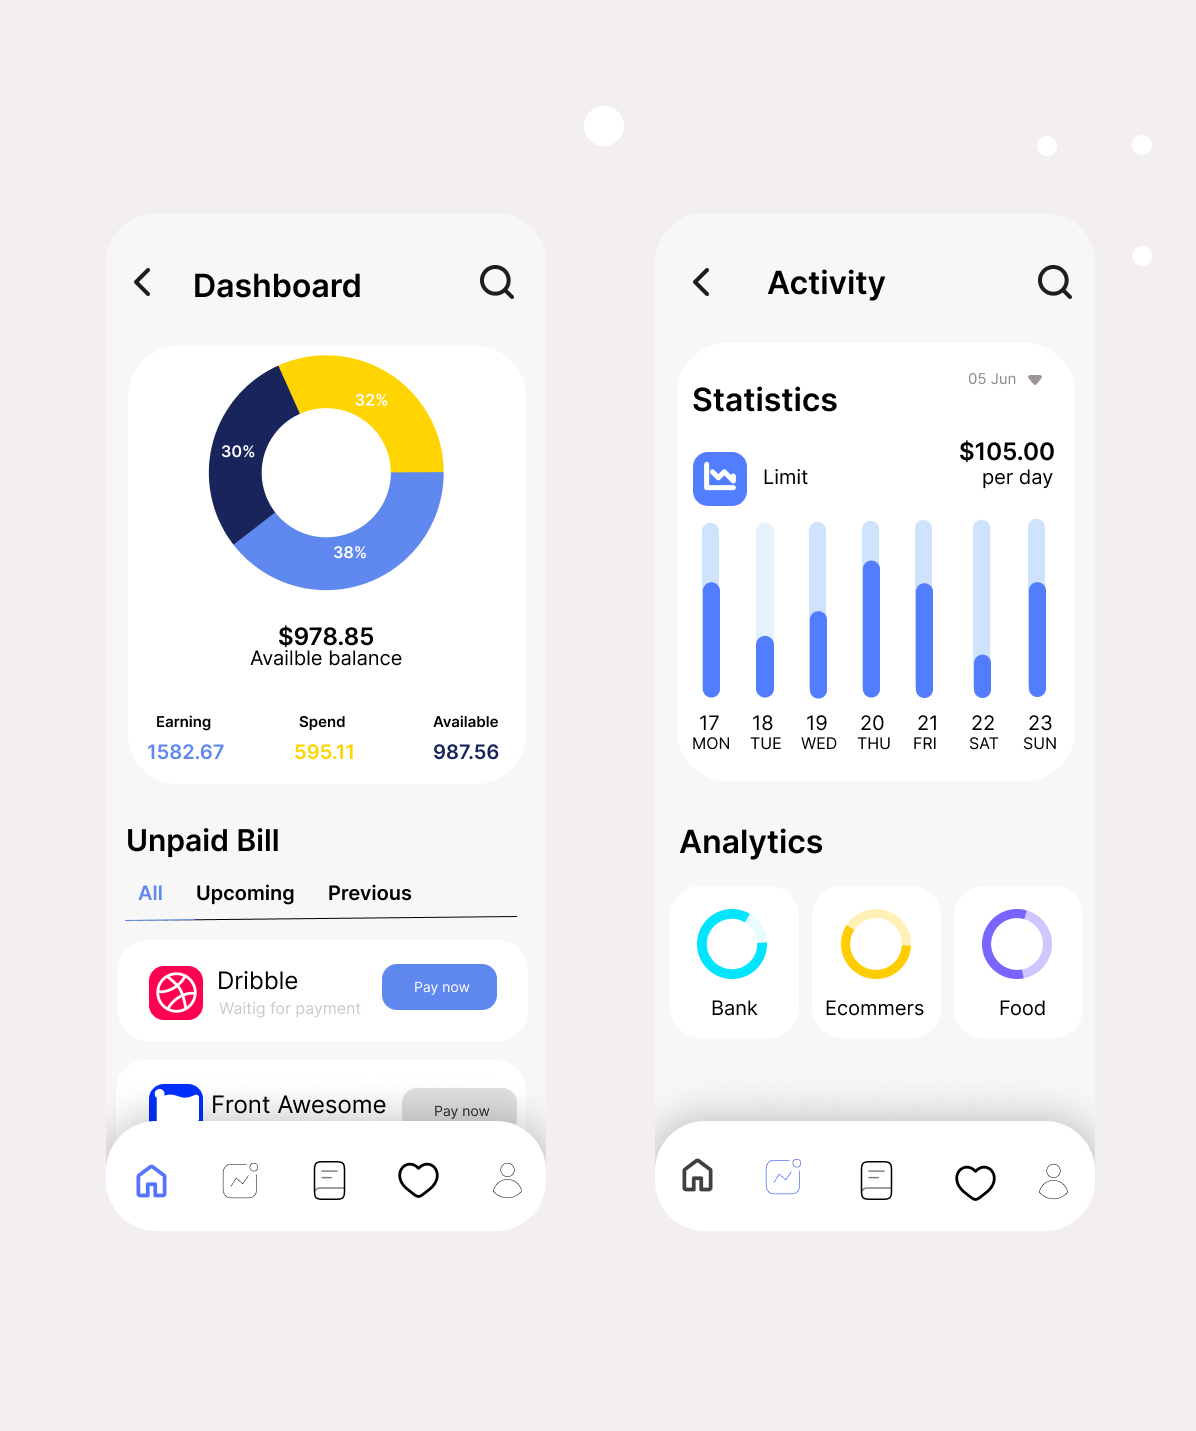 Dashboard
32%
30%
38%
$978.85
Availble balance
Earning Spend Available
1582.67 595.11 987.56
Unpaid Bill
All Upcoming Previous
Dribble
Waitig for payment
Pay now
Front Awesome
Pay now
Activity
05 Jun
Statistics
$105.00
Limit
per day
17 18 19 20 21 22 23
MON TUE WED THU FRI SAT SUN
Analytics
Bank Ecommers Food